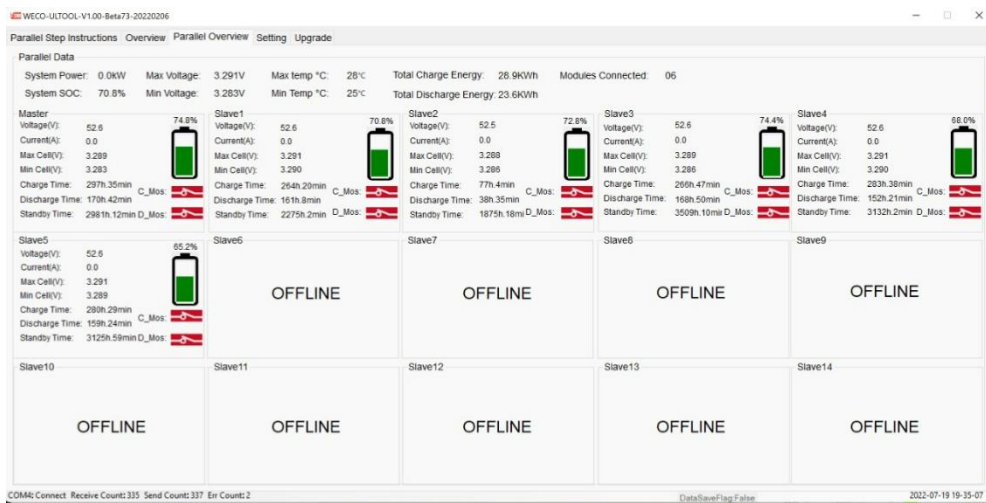 WECO-ULTOOL-V1.00-Beta73-20220206
Parallel Step Instructions Overview Parallel Overview Setting Upgrade
Parallel Data
System Power: 0.0kW Max Voltage: 3.291V Max temp °C: 28°C Total Charge Energy: 28.9KWh Modules Connected: 06
System SOC: 70.8% Min Voltage: 3.283V Min Temp °C: 25°C Total Discharge Energy: 23.6KWh
Master
74.8%
Voltage(V): 52.6
Current(A): 0.0
Max Cell(V): 3.289
Min Cell(V): 3.283
Charge Time: 297h.35min C_Mos:
Discharge Time: 170h.42min
Standby Time: 2981h.12min D_Mos:
Slave1
70.8%
Voltage(V): 52.6
Current(A): 0.0
Max Cell(V): 3.291
Min Cell(V): 3.290
Charge Time: 264h.20min C_Mos:
Discharge Time: 161h.8min
Standby Time: 2275h.2min D_Mos:
Slave2
72.8%
Voltage(V): 52.5
Current(A): 0.0
Max Cell(V): 3.288
Min Cell(V): 3.286
Charge Time: 77h.4min C_Mos:
Discharge Time: 38h.35min
Standby Time: 1875h.18mi D_Mos:
Slave3
74.4%
Voltage(V): 52.6
Current(A): 0.0
Max Cell(V): 3.289
Min Cell(V): 3.286
Charge Time: 266h.47min C_Mos:
Discharge Time: 168h.50min
Standby Time: 3509h.10mir D_Mos:
Slave4
68.0%
Voltage(V): 52.6
Current(A): 0.0
Max Cell(V): 3.291
Min Cell(V): 3.290
Charge Time: 283h.38min C_Mos:
Discharge Time: 152h.21min
Standby Time: 3132h.2min D_Mos:
Slave5
65.2%
Voltage(V): 52.6
Current(A): 0.0
Max Cell(V): 3.291
Min Cell(V): 3.289
Charge Time: 280h.29min C_Mos:
Discharge Time: 159h.24min
Standby Time: 3125h.59min D_Mos:
Slave6
OFFLINE
Slave7
OFFLINE
Slave8
OFFLINE
Slave9
OFFLINE
Slave10
OFFLINE
Slave11
OFFLINE
Slave12
OFFLINE
Slave13
OFFLINE
Slave14
OFFLINE
COM4: Connect Receive Count: 335 Send Count: 337 Err Count: 2 DataSaveFlag:False 2022-07-19 19-35-07